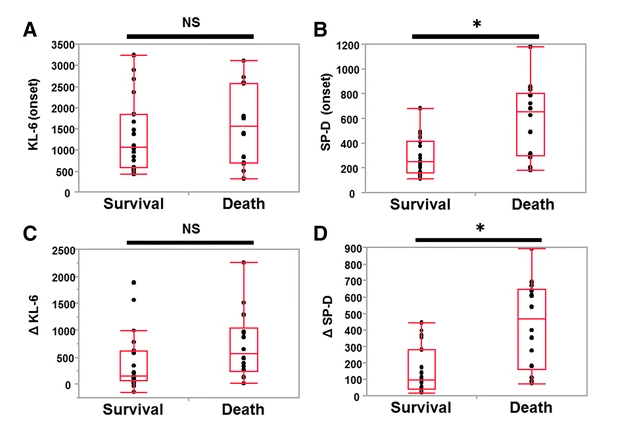 A
NS
KL-6 (onset)
3500
3000
2500
2000
1500
1000
500
0
Survival
Death
B
*
SP-D (onset)
1200
1000
800
600
400
200
0
Survival
Death
C
NS
Δ KL-6
2500
2000
1500
1000
500
0
Survival
Death
D
*
Δ SP-D
900
800
700
600
500
400
300
200
100
0
Survival
Death